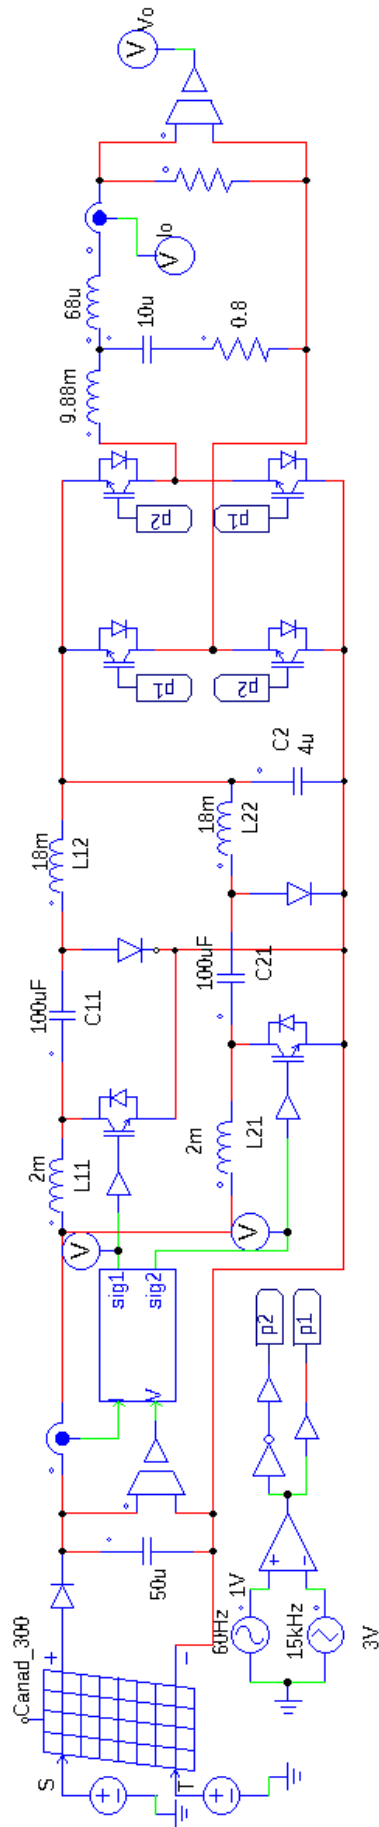 Canad_300
S
T
+
-
50u
I
V
sig1
sig2
V
2m
L11
100uF
C11
18m
L12
V
2m
L21
100uF
C21
18m
L22
C2
4u
p1
p2
p2
p1
9.88m
68u
10u
0.8
V
Io
V
Vo
60Hz
1V
15kHz
3V
+
-
p2
p1